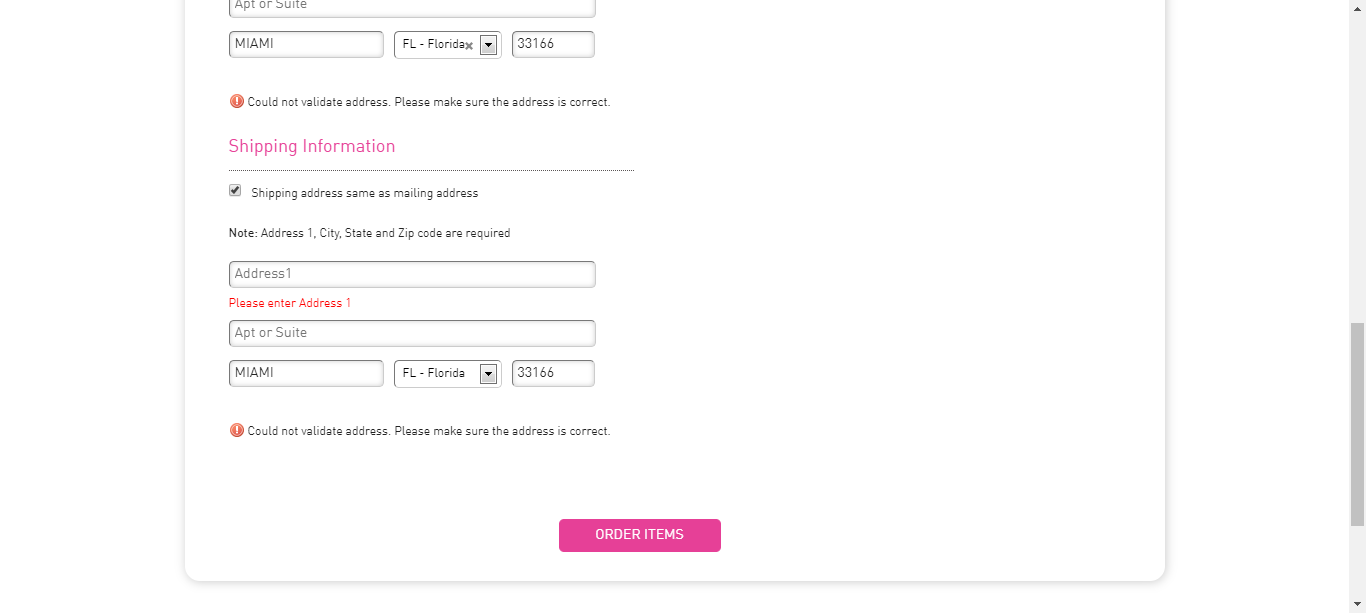 Apt or Suite
MIAMI FL - Florida 33166
Could not validate address. Please make sure the address is correct.
Shipping Information
Shipping address same as mailing address
Note: Address 1, City, State and Zip code are required
Address1
Please enter Address 1
Apt or Suite
MIAMI FL - Florida 33166
Could not validate address. Please make sure the address is correct.
ORDER ITEMS